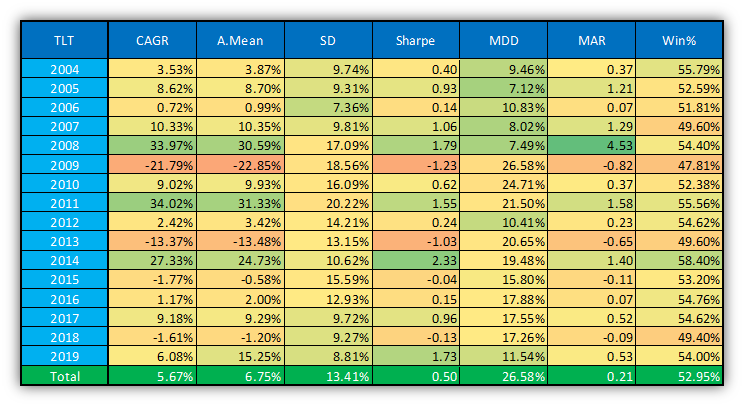 TLT CAGR A.Mean SD Sharpe MDD MAR Win%
2004 3.53% 3.87% 9.74% 0.40 9.46% 0.37 55.79%
2005 8.62% 8.70% 9.31% 0.93 7.12% 1.21 52.59%
2006 0.72% 0.99% 7.36% 0.14 10.83% 0.07 51.81%
2007 10.33% 10.35% 9.81% 1.06 8.02% 1.29 49.60%
2008 33.97% 30.59% 17.09% 1.79 7.49% 4.53 54.40%
2009 -21.79% -22.85% 18.56% -1.23 26.58% -0.82 47.81%
2010 9.02% 9.93% 16.09% 0.62 24.71% 0.37 52.38%
2011 34.02% 31.33% 20.22% 1.55 21.50% 1.58 55.56%
2012 2.42% 3.42% 14.21% 0.24 10.41% 0.23 54.62%
2013 -13.37% -13.48% 13.15% -1.03 20.65% -0.65 49.60%
2014 27.33% 24.73% 10.62% 2.33 19.48% 1.40 58.40%
2015 -1.77% -0.58% 15.59% -0.04 15.80% -0.11 53.20%
2016 1.17% 2.00% 12.93% 0.15 17.88% 0.07 54.76%
2017 9.18% 9.29% 9.72% 0.96 17.55% 0.52 54.62%
2018 -1.61% -1.20% 9.27% -0.13 17.26% -0.09 49.40%
2019 6.08% 15.25% 8.81% 1.73 11.54% 0.53 54.00%
Total 5.67% 6.75% 13.41% 0.50 26.58% 0.21 52.95%